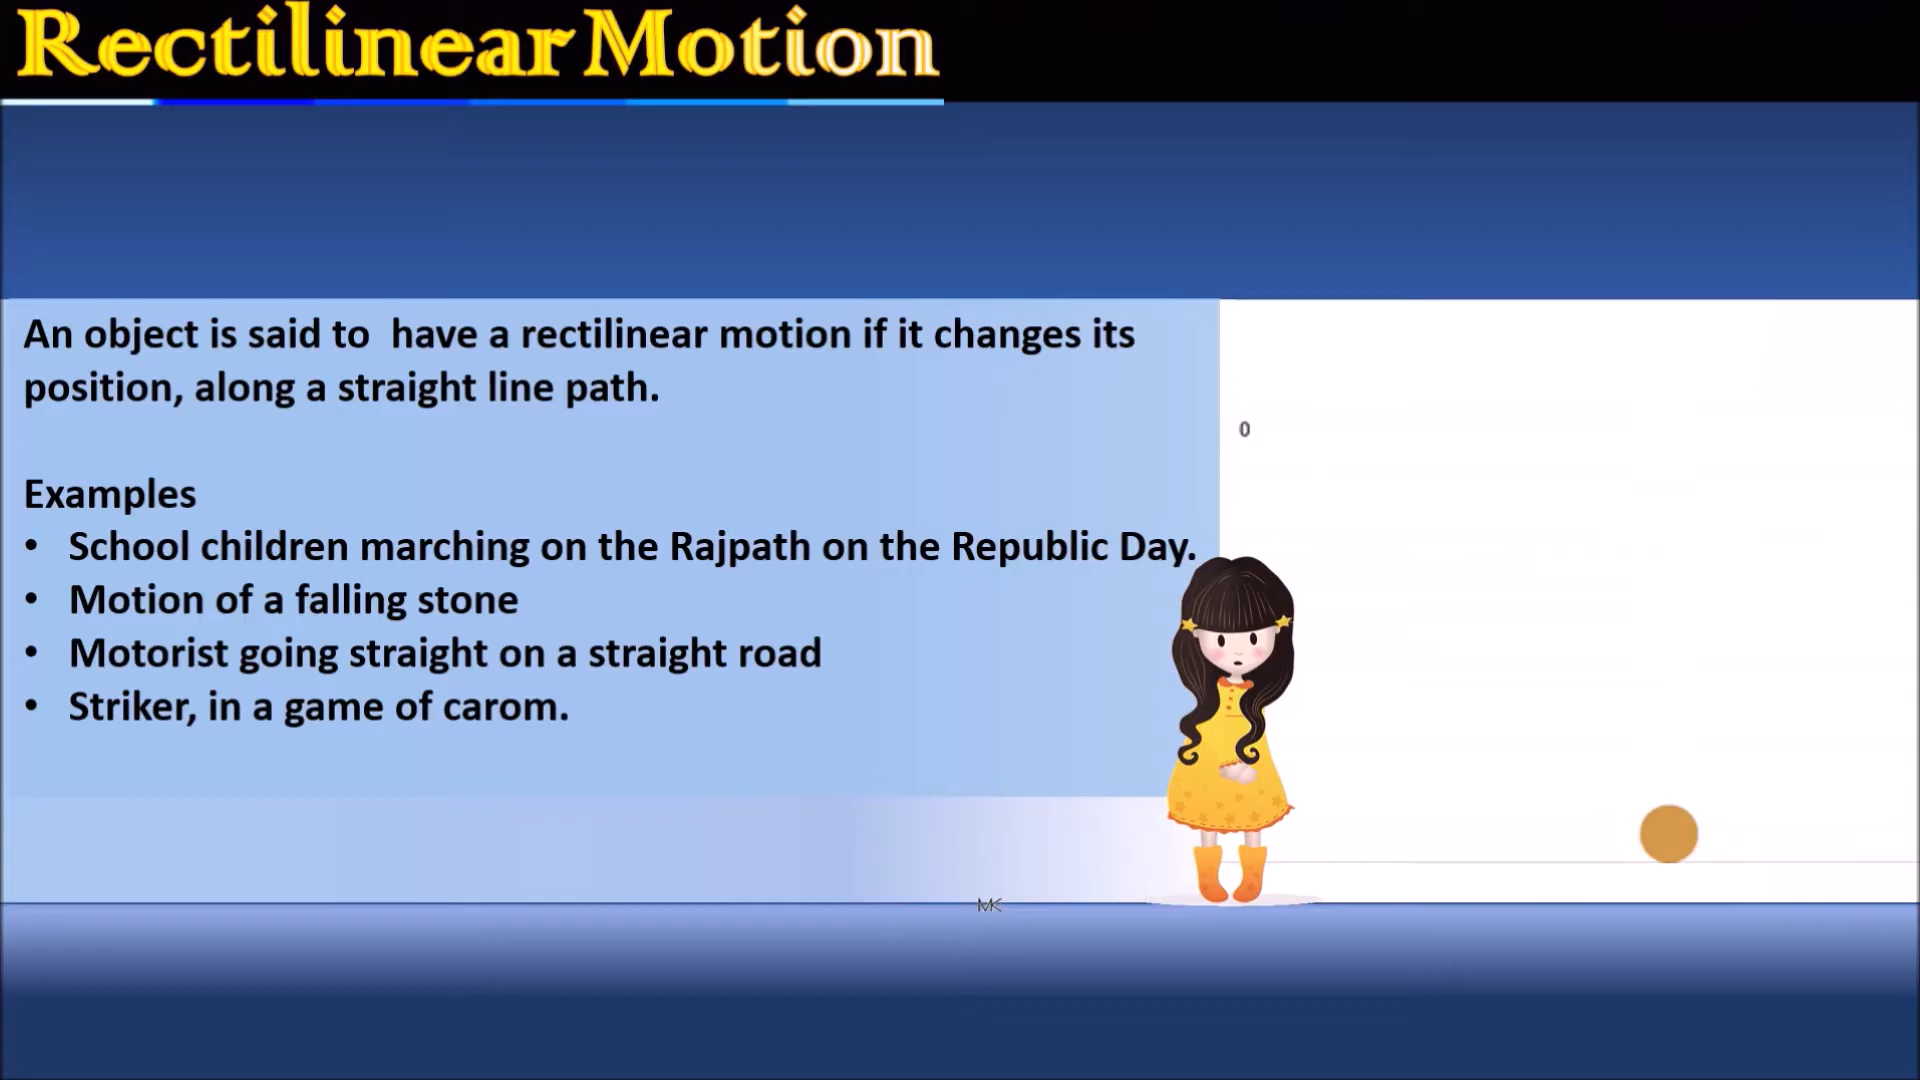 Rectilinear Motion
An object is said to have a rectilinear motion if it changes its
position, along a straight line path.
Examples
• School children marching on the Rajpath on the Republic Day.
• Motion of a falling stone
• Motorist going straight on a straight road
• Striker, in a game of carom.
0
MK